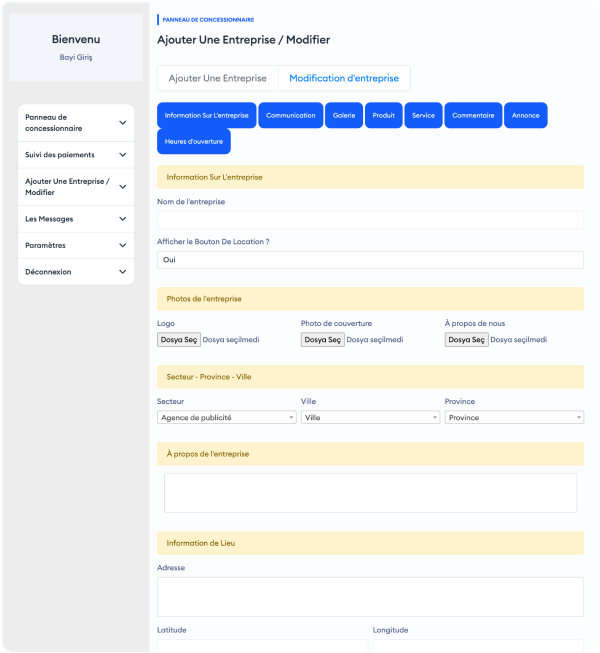 Bienvenu
Bayi Giriş
Panneau de
concessionnaire
Suivi des paiements
Ajouter Une Entreprise /
Modifier
Les Messages
Paramètres
Déconnexion
PANNEAU DE CONCESSIONNAIRE
Ajouter Une Entreprise / Modifier
Ajouter Une Entreprise Modification d'entreprise
Information Sur L'entreprise Communication Galerie Produit Service Commentaire Annonce
Heures d'ouverture
Information Sur L'entreprise
Nom de l'entreprise
Afficher le Bouton De Location ?
Oui
Photos de l'entreprise
Logo Photo de couverture À propos de nous
Dosya Seç Dosya seçilmedi Dosya Seç Dosya seçilmedi Dosya Seç Dosya seçilmedi
Secteur - Province - Ville
Secteur Ville Province
Agence de publicité Ville Province
À propos de l'entreprise
Information de Lieu
Adresse
Latitude Longitude